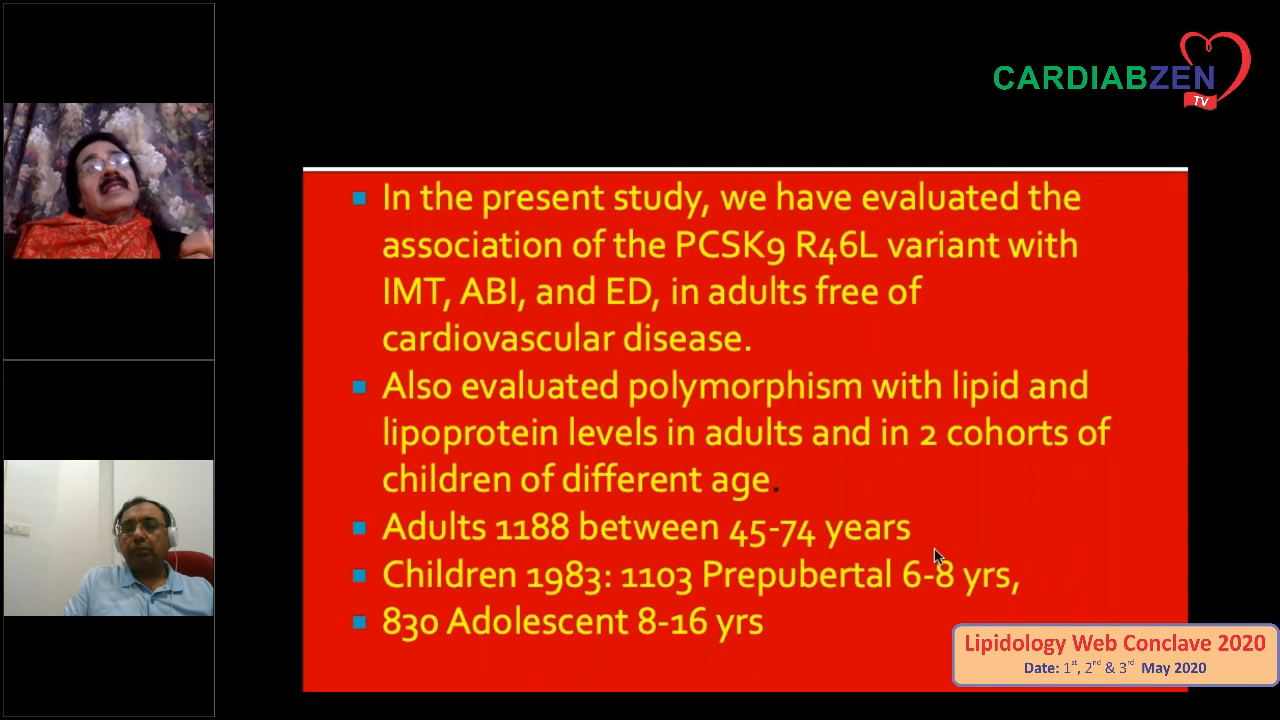 CARDIABZEN
TV
In the present study, we have evaluated the
association of the PCSK9 R46L variant with
IMT, ABI, and ED, in adults free of
cardiovascular disease.
Also evaluated polymorphism with lipid and
lipoprotein levels in adults and in 2 cohorts of
children of different age.
Adults 1188 between 45-74 years
Children 1983: 1103 Prepubertal 6-8 yrs,
830 Adolescent 8-16 yrs
Lipidology Web Conclave 2020
Date: 1st, 2nd & 3rd May 2020